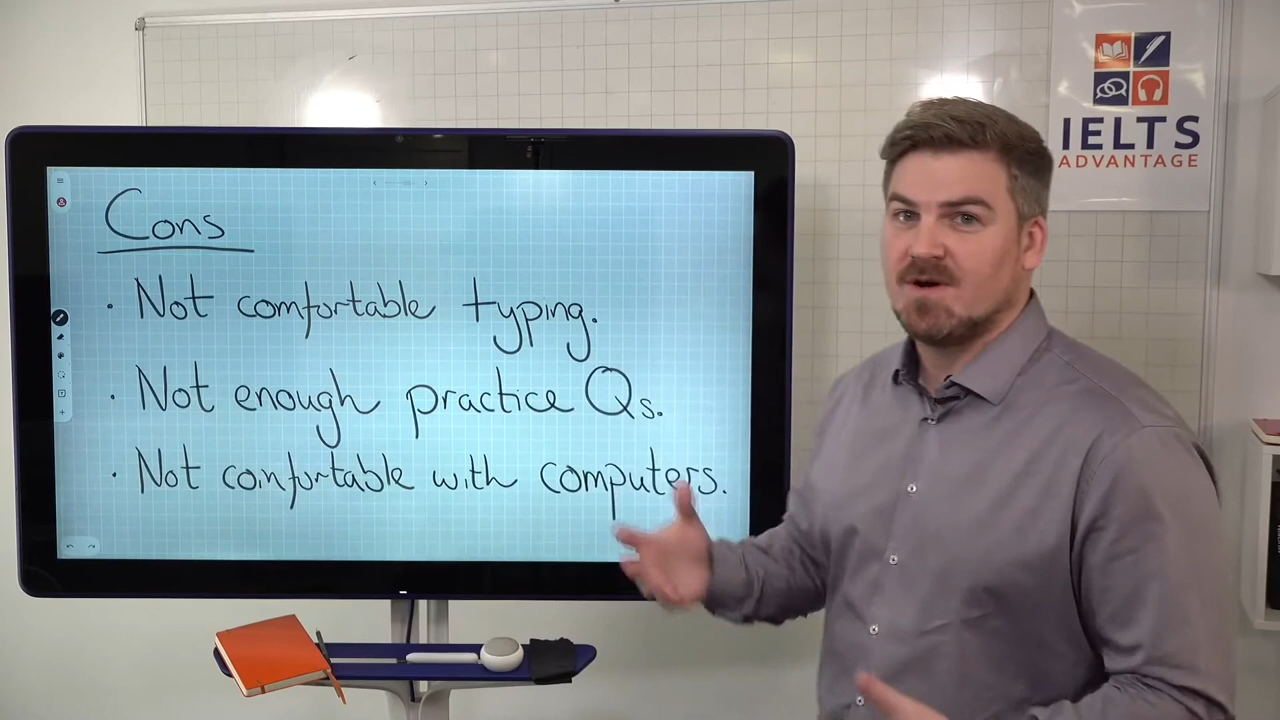 Cons
· Not comfortable typing.
· Not enough practice Qs.
· Not comfortable with computers.
IELTS
ADVANTAGE